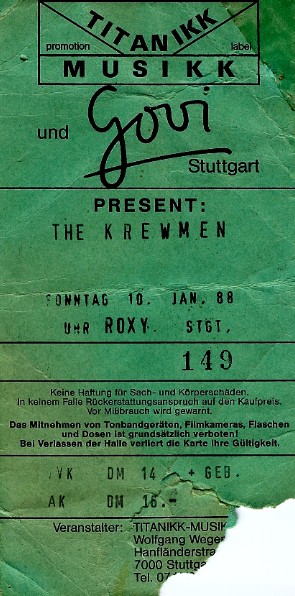 TITANIKK
promotion label
MUSIKK
und Govi
Stuttgart
PRESENT:
THE KREWMEN
SONNTAG 10. JAN. 88
UHR ROXY. STGT,
149
Keine Haftung für Sach- und Körperschäden.
In keinem Falle Rückerstattungsanspruch auf den Kaufpreis.
Vor Mißbrauch wird gewarnt.
Das Mitnehmen von Tonbandgeräten, Filmkameras, Flaschen
und Dosen ist grundsätzlich verboten!
Bei Verlassen der Halle verliert die Karte ihre Gültigkeit.
VVK DM 14.- + GEB.
AK DM 16.-
Veranstalter: TITANIKK-MUSIK
Wolfgang Wege
Hanfländerstra
7000 Stuttga
Tel. 07